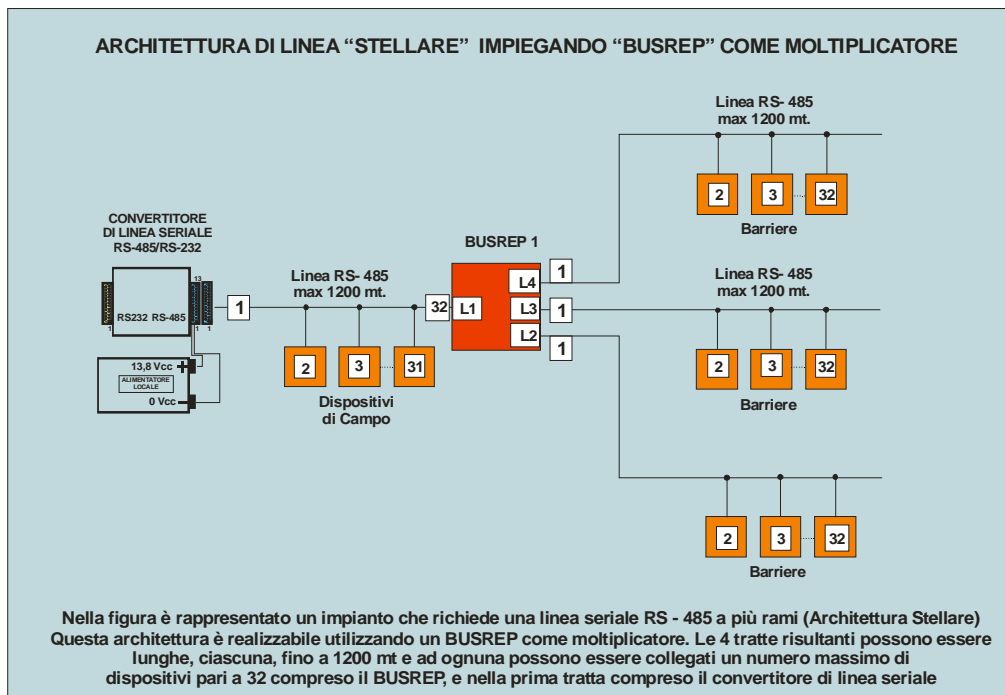 ARCHITETTURA DI LINEA “STELLARE” IMPIEGANDO “BUSREP” COME MOLTIPLICATORE
Linea RS- 485
max 1200 mt.
2
3
32
Barriere
CONVERTITORE
DI LINEA SERIALE
RS-485/RS-232
13
RS232 RS-485
1
1
1
13,8 Vcc +
ALIMENTATORE
LOCALE
0 Vcc −
1
Linea RS- 485
max 1200 mt.
2
3
31
Dispositivi
di Campo
BUSREP 1
32
L1
L4
L3
L2
1
1
1
Linea RS- 485
max 1200 mt.
2
3
32
Barriere
2
3
32
Barriere
Nella figura è rappresentato un impianto che richiede una linea seriale RS - 485 a più rami (Architettura Stellare)
Questa architettura è realizzabile utilizzando un BUSREP come moltiplicatore. Le 4 tratte risultanti possono essere
lunghe, ciascuna, fino a 1200 mt e ad ognuna possono essere collegati un numero massimo di
dispositivi pari a 32 compreso il BUSREP, e nella prima tratta compreso il convertitore di linea seriale